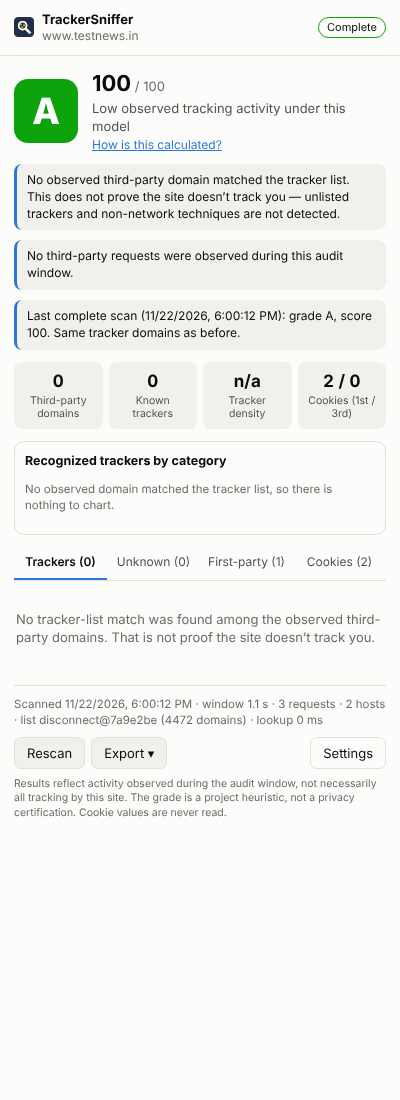 TrackerSniffer
www.testnews.in
Complete
A
100 / 100
Low observed tracking activity under this
model
How is this calculated?
No observed third-party domain matched the tracker list.
This does not prove the site doesn’t track you — unlisted
trackers and non-network techniques are not detected.
No third-party requests were observed during this audit
window.
Last complete scan (11/22/2026, 6:00:12 PM): grade A, score
100. Same tracker domains as before.
0
Third-party
domains
0
Known
trackers
n/a
Tracker
density
2 / 0
Cookies (1st /
3rd)
Recognized trackers by category
No observed domain matched the tracker list, so there is
nothing to chart.
Trackers (0) Unknown (0) First-party (1) Cookies (2)
No tracker-list match was found among the observed third-
party domains. That is not proof the site doesn’t track you.
Scanned 11/22/2026, 6:00:12 PM · window 1.1 s · 3 requests · 2 hosts
· list disconnect@7a9e2be (4472 domains) · lookup 0 ms
Rescan Export ▾ Settings
Results reflect activity observed during the audit window, not necessarily
all tracking by this site. The grade is a project heuristic, not a privacy
certification. Cookie values are never read.